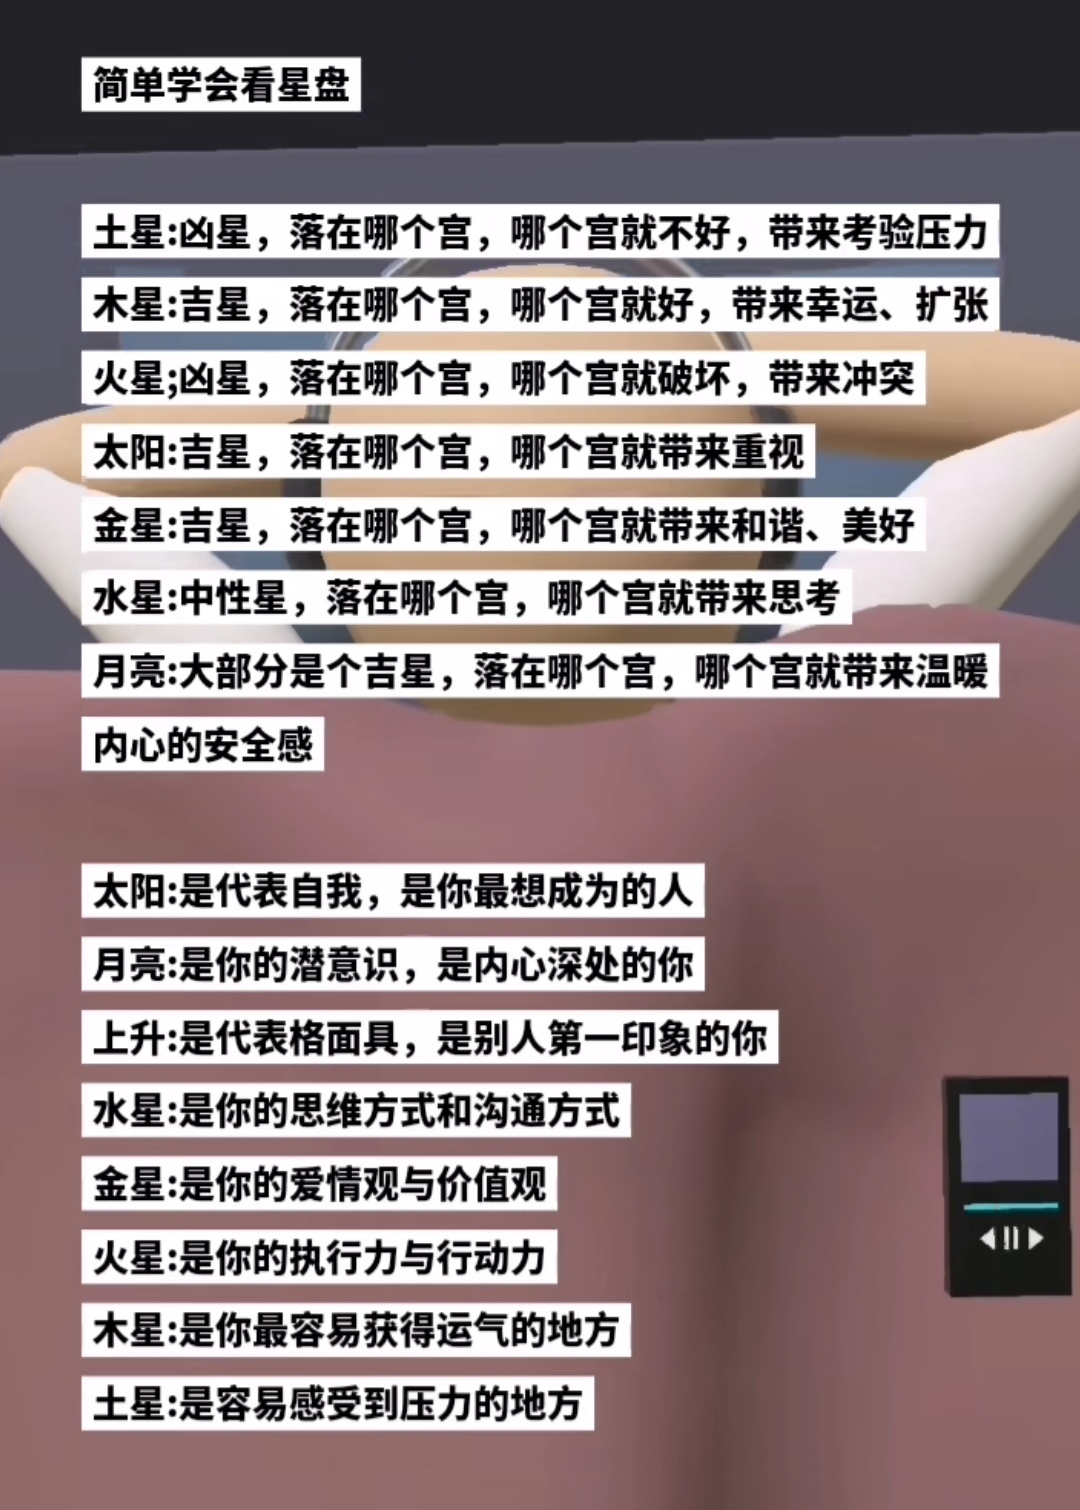 简单学会看星盘
土星:凶星，落在哪个宫，哪个宫就不好，带来考验压力
木星:吉星，落在哪个宫，哪个宫就好，带来幸运、扩张
火星;凶星，落在哪个宫，哪个宫就破坏，带来冲突
太阳:吉星，落在哪个宫，哪个宫就带来重视
金星:吉星，落在哪个宫，哪个宫就带来和谐、美好
水星:中性星，落在哪个宫，哪个宫就带来思考
月亮:大部分是个吉星，落在哪个宫，哪个宫就带来温暖
内心的安全感
太阳:是代表自我，是你最想成为的人
月亮:是你的潜意识，是内心深处的你
上升:是代表格面具，是别人第一印象的你
水星:是你的思维方式和沟通方式
金星:是你的爱情观与价值观
火星:是你的执行力与行动力
木星:是你最容易获得运气的地方
土星:是容易感受到压力的地方